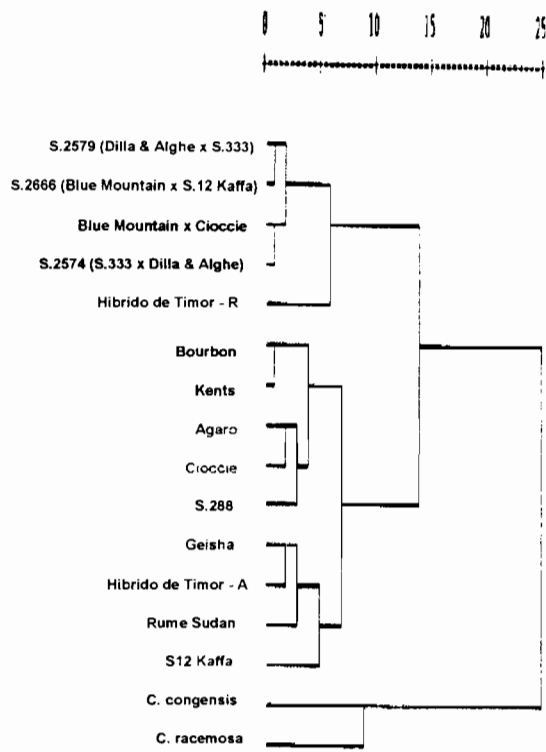 0 5 10 15 20 25
S.2579 (Dilla & Alghe x S.333)
S.2666 (Blue Mountain x S.12 Kaffa)
Blue Mountain x Cioccie
S.2574 (S.333 x Dilla & Alghe)
Hibrido de Timor - R
Bourbon
Kents
Agaro
Cioccie
S.288
Geisha
Hibrido de Timor - A
Rume Sudan
S12 Kaffa
C. congensis
C. racemosa